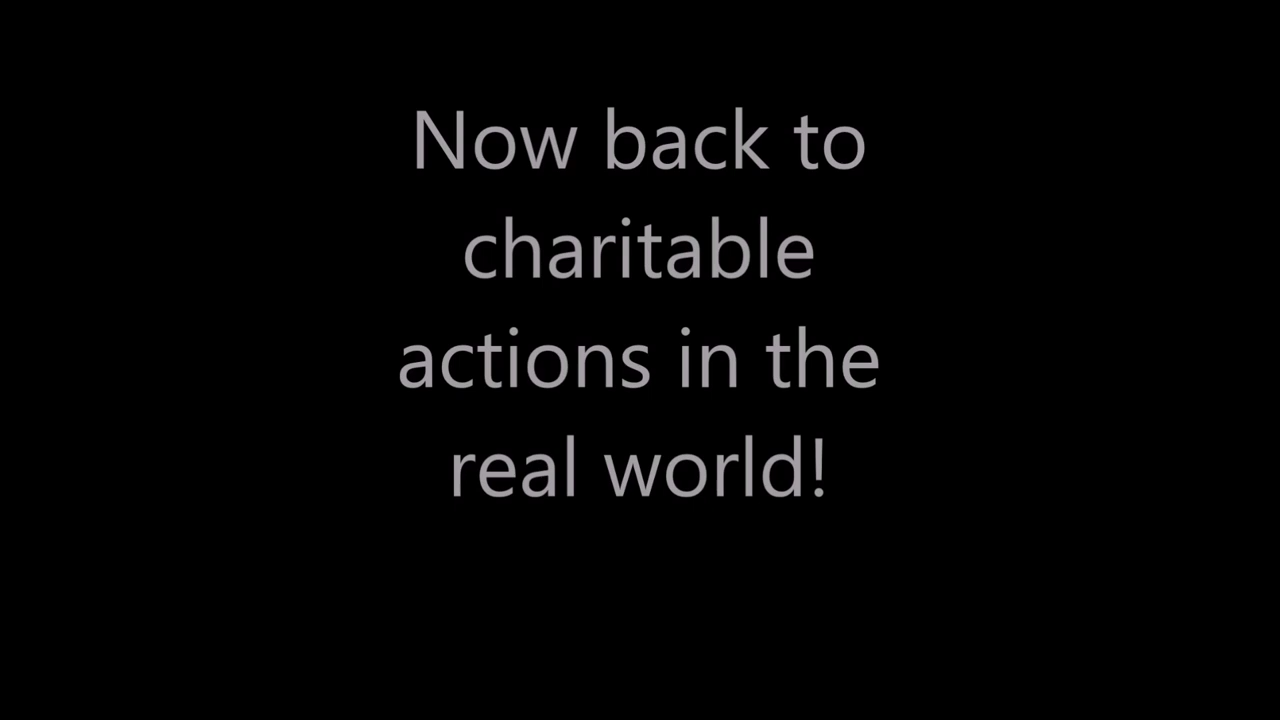 Now back to
charitable
actions in the
real world!